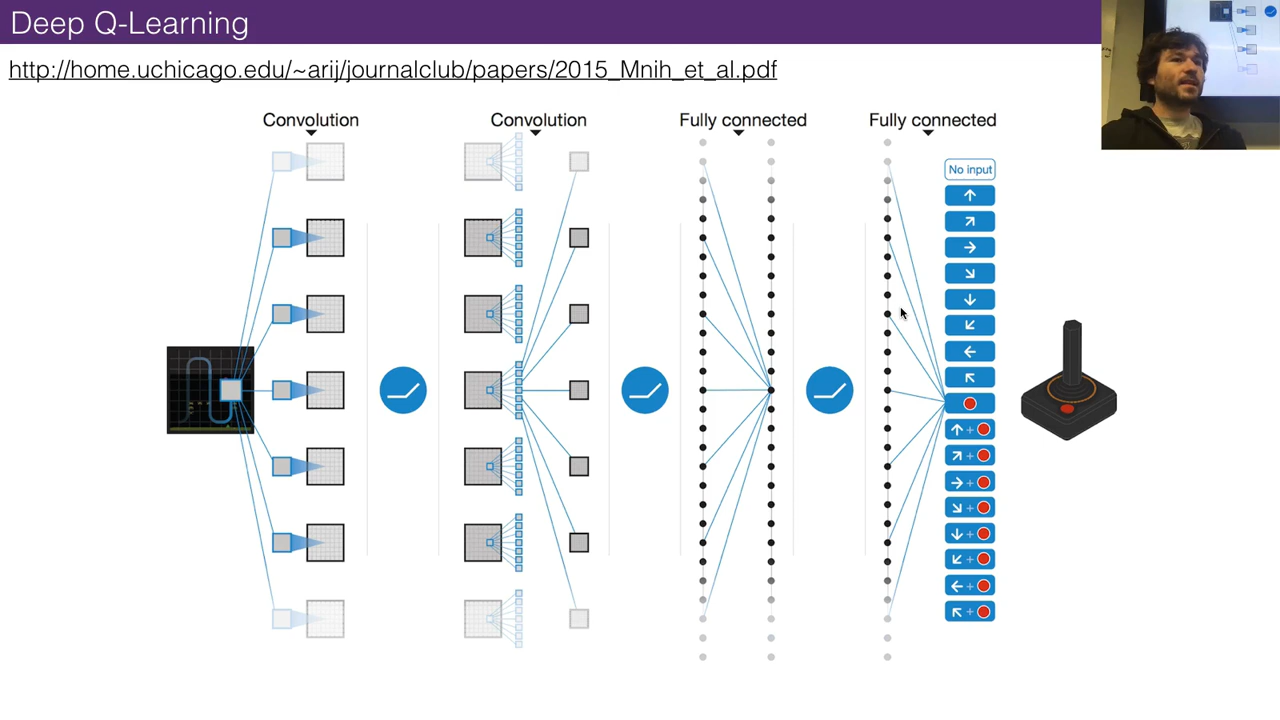 Deep Q-Learning
http://home.uchicago.edu/~arij/journalclub/papers/2015_Mnih_et_al.pdf
Convolution
Convolution
Fully connected
Fully connected
No input